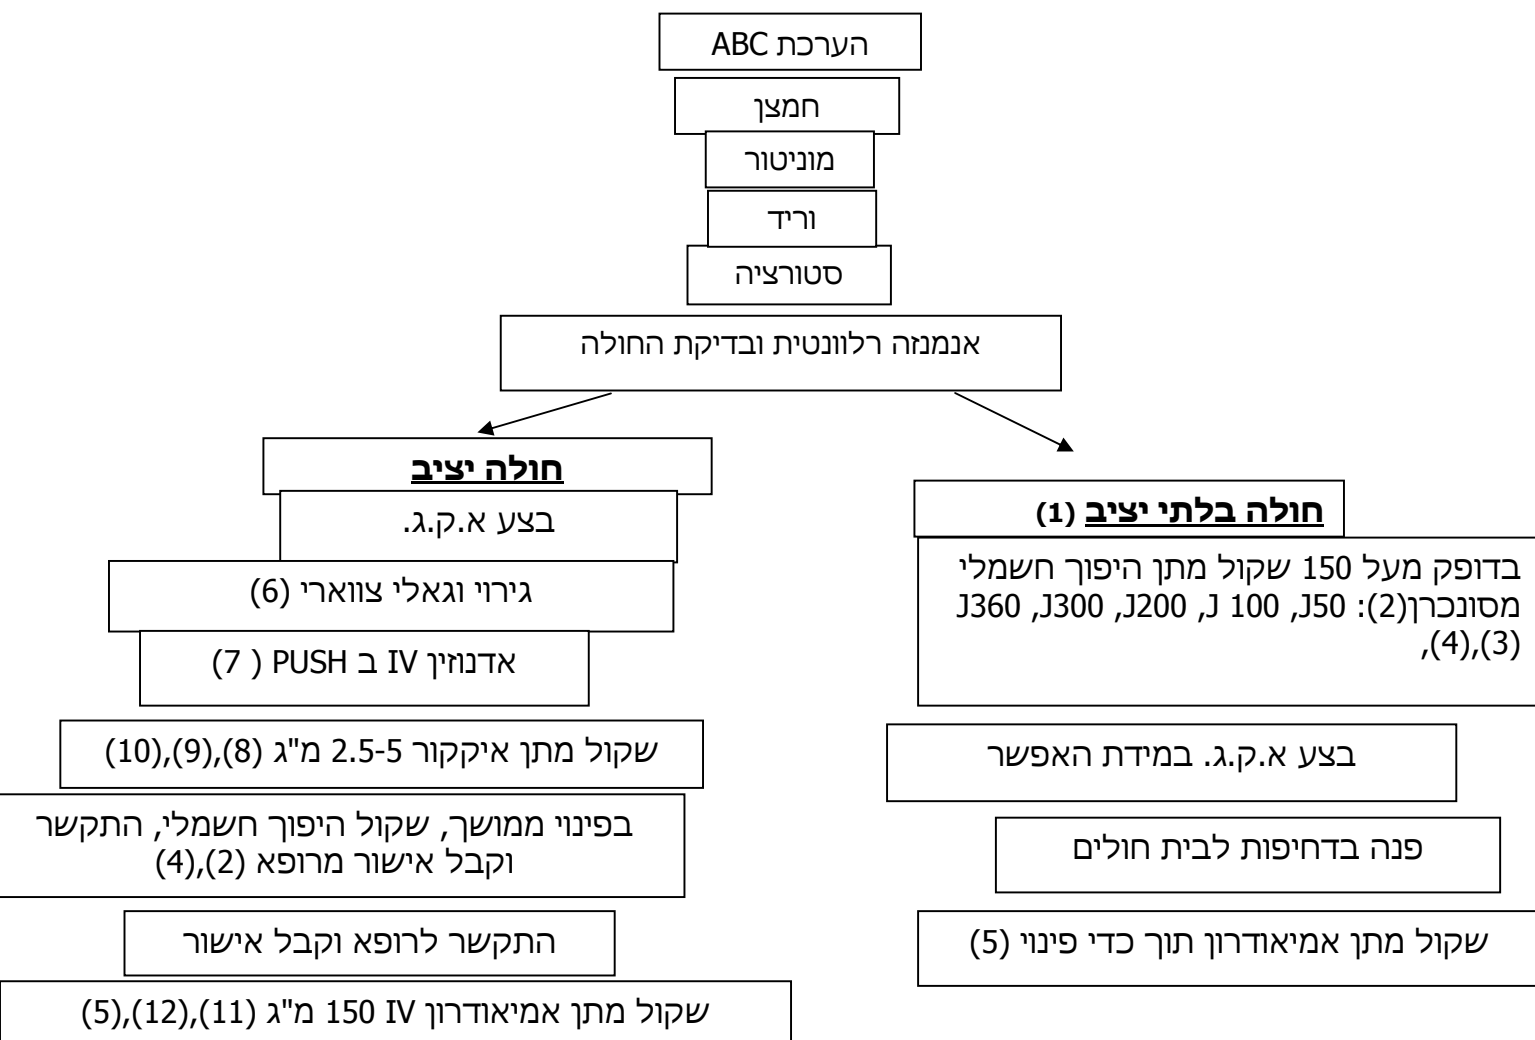 הערכת ABC
חמצן
מוניטור
וריד
סטורציה
אנמנזה רלוונטית ובדיקת החולה
חולה יציב
בצע א.ק.ג.
גירוי וגאלי צווארי (6)
אדנוזין IV ב PUSH ( 7)
שקול מתן איקקור 2.5-5 מ"ג (8),(9),(10)
בפינוי ממושך, שקול היפוך חשמלי, התקשר
וקבל אישור מרופא (2),(4)
התקשר לרופא וקבל אישור
שקול מתן אמיאודרון IV 150 מ"ג (11),(12),(5)
חולה בלתי יציב (1)
בדופק מעל 150 שקול מתן היפוך חשמלי
מסונכרן(2): J50, J 100, J200, J300, J360
(3),(4),
בצע א.ק.ג. במידת האפשר
פנה בדחיפות לבית חולים
שקול מתן אמיאודרון תוך כדי פינוי (5)